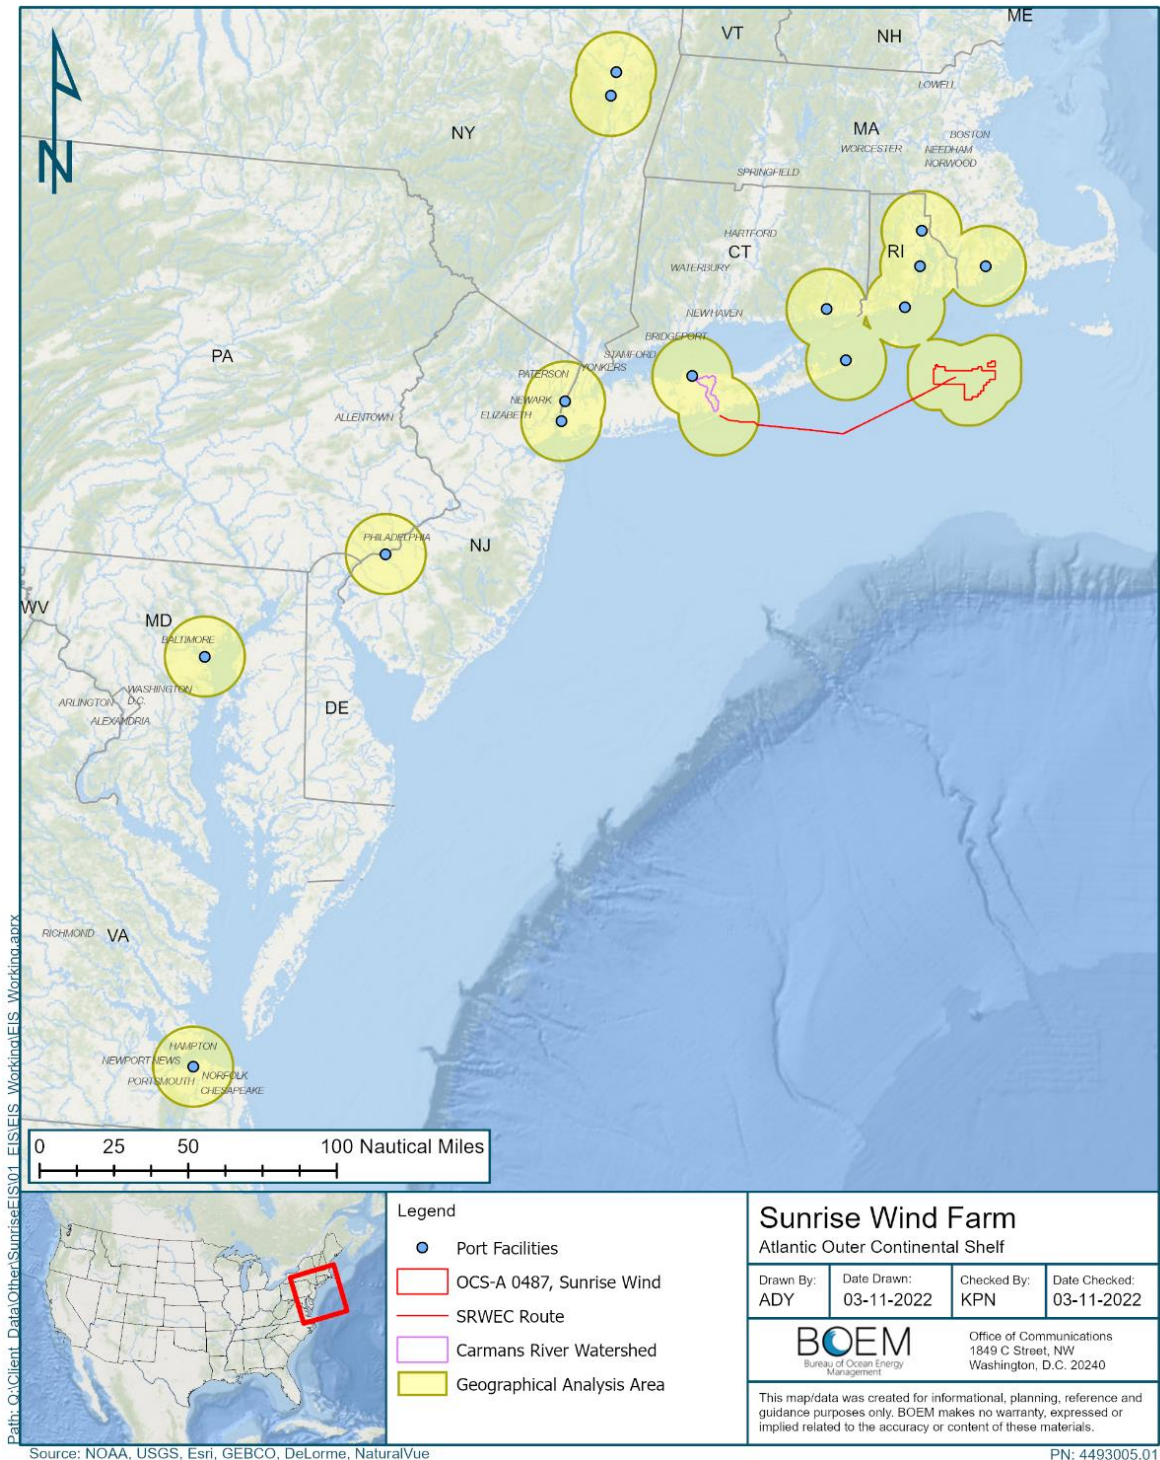 ME
VT
NH
LOWELL
NY
MA
BOSTON
WORCESTER
NEEDHAM
NORWOOD
SPRINGFIELD
N
HARTFORD
CT
RI
WATERBURY
NEW HAVEN
BRIDGEPORT
STAMFORD
YONKERS
PA
PATERSON
NEWARK
ELIZABETH
ALLENTOWN
PHILADELPHIA
NJ
WV
MD
BALTIMORE
WASHINGTON
D.C.
ARLINGTON
ALEXANDRIA
DE
RICHMOND
VA
HAMPTON
NEWPORT NEWS
NORFOLK
PORTSMOUTH
CHESAPEAKE
0 25 50 100 Nautical Miles
Path: Q:\Client_Data\Other\SunriseEIS\01_EIS\EIS_Working\EIS_Working.aprx
Legend
Port Facilities
OCS-A 0487, Sunrise Wind
SRWEC Route
Carmans River Watershed
Geographical Analysis Area
Sunrise Wind Farm
Atlantic Outer Continental Shelf
Drawn By: Date Drawn: Checked By: Date Checked:
ADY 03-11-2022 KPN 03-11-2022
BOEM
Bureau of Ocean Energy
Management
Office of Communications
1849 C Street, NW
Washington, D.C. 20240
This map/data was created for informational, planning, reference and
guidance purposes only. BOEM makes no warranty, expressed or
implied related to the accuracy or content of these materials.
Source: NOAA, USGS, Esri, GEBCO, DeLorme, NaturalVue
PN: 4493005.01